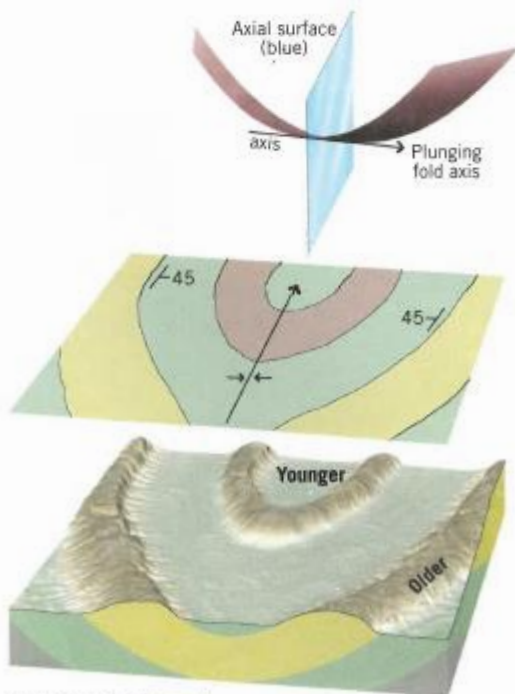 Axial surface
(blue)
axis
Plunging
fold axis
45
45
Younger
Older